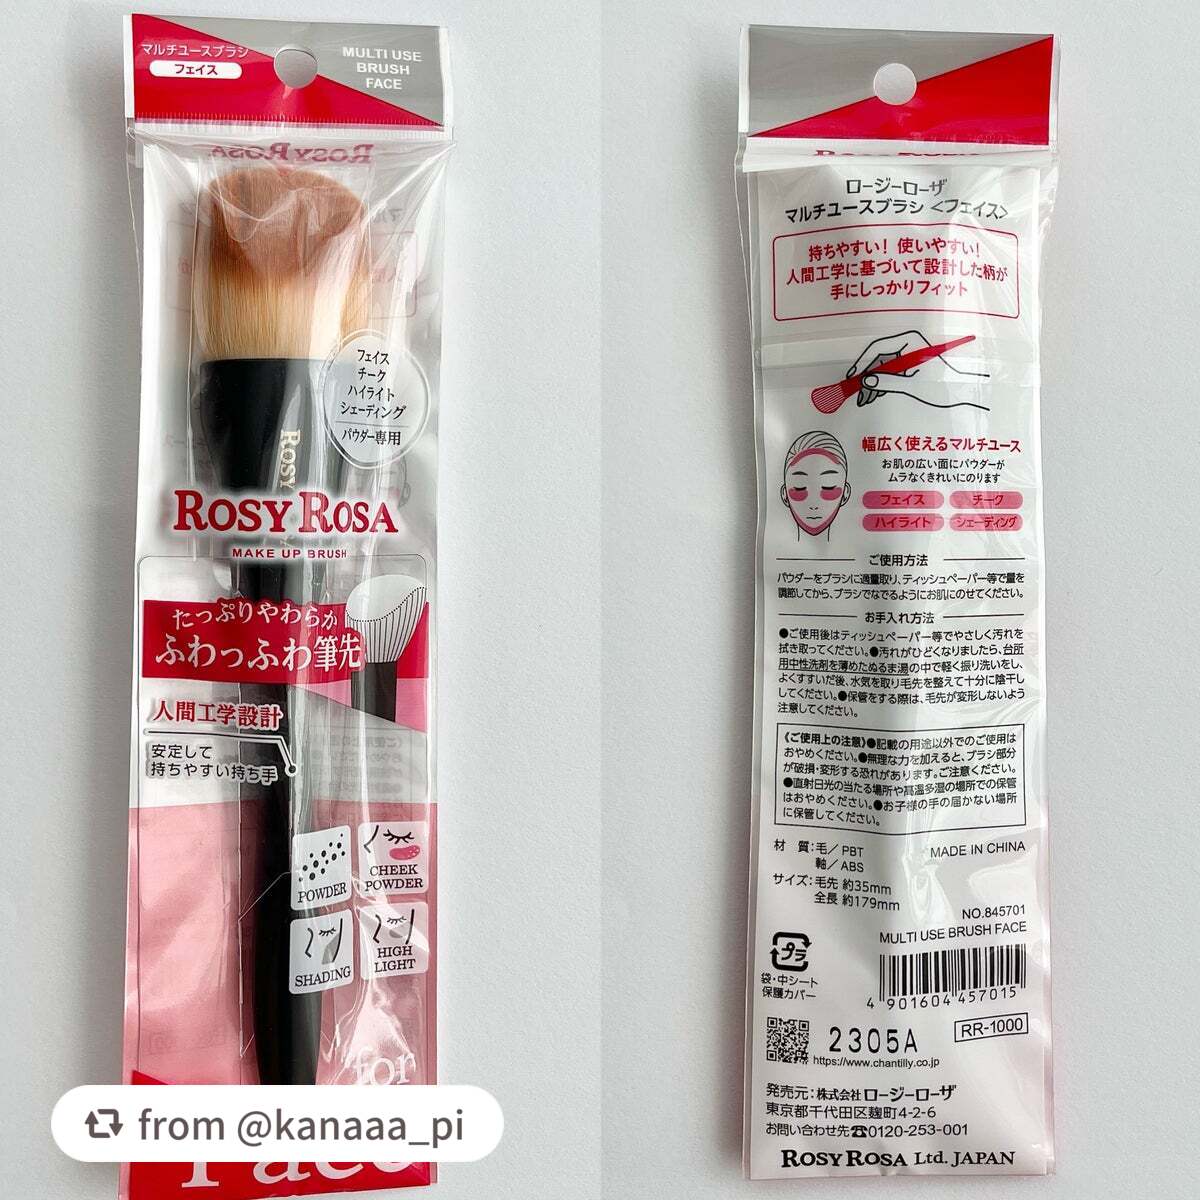 マルチユースブラシ
フェイス
MULTI USE
BRUSH
FACE
ROSY ROSA
フェイス
チーク
ハイライト
シェーディング
パウダー専用
ROSY
ROSY ROSA
MAKE UP BRUSH
たっぷりやわらか
ふわっふわ筆先
人間工学設計
安定して
持ちやすい持ち手
POWDER
CHEEK
POWDER
SHADING
HIGH
LIGHT
for
Face
from @kanaaa_pi
ロージーローザ
マルチユースブラシ <フェイス>
持ちやすい! 使いやすい!
人間工学に基づいて設計した柄が
手にしっかりフィット
幅広く使えるマルチユース
お肌の広い面にパウダーが
ムラなくきれいにのります
フェイス チーク
ハイライト シェーディング
ご使用方法
パウダーをブラシに適量取り、ティッシュペーパー等で量を
調節してから、ブラシでなでるようにお肌にのせてください。
お手入れ方法
●ご使用後はティッシュペーパー等でやさしく汚れを
拭き取ってください。●汚れがひどくなりましたら、台所
用中性洗剤を薄めたぬるま湯の中で軽く振り洗いをし、
よくすすいだ後、水気を取り毛先を整えて十分に陰干し
してください。●保管をする際は、毛先が変形しないよう
注意してください。
《ご使用上の注意》●記載の用途以外でのご使用は
おやめください。●無理な力を加えると、ブラシ部分
が破損・変形する恐れがあります。ご注意ください。
●直射日光の当たる場所や高温多湿の場所での保管
はおやめください。●お子様の手の届かない場所
に保管してください。
材 質:毛/PBT
軸/ABS
MADE IN CHINA
サイズ:毛先 約35mm
全長 約179mm
NO.845701
MULTI USE BRUSH FACE
プラ
袋・中シート
保護カバー
4 901604 457015
2305A
RR-1000
https://www.chantilly.co.jp
発売元:株式会社ロージーローザ
東京都千代田区麹町4-2-6
お問い合わせ先☎0120-253-001
ROSY ROSA Ltd. JAPAN